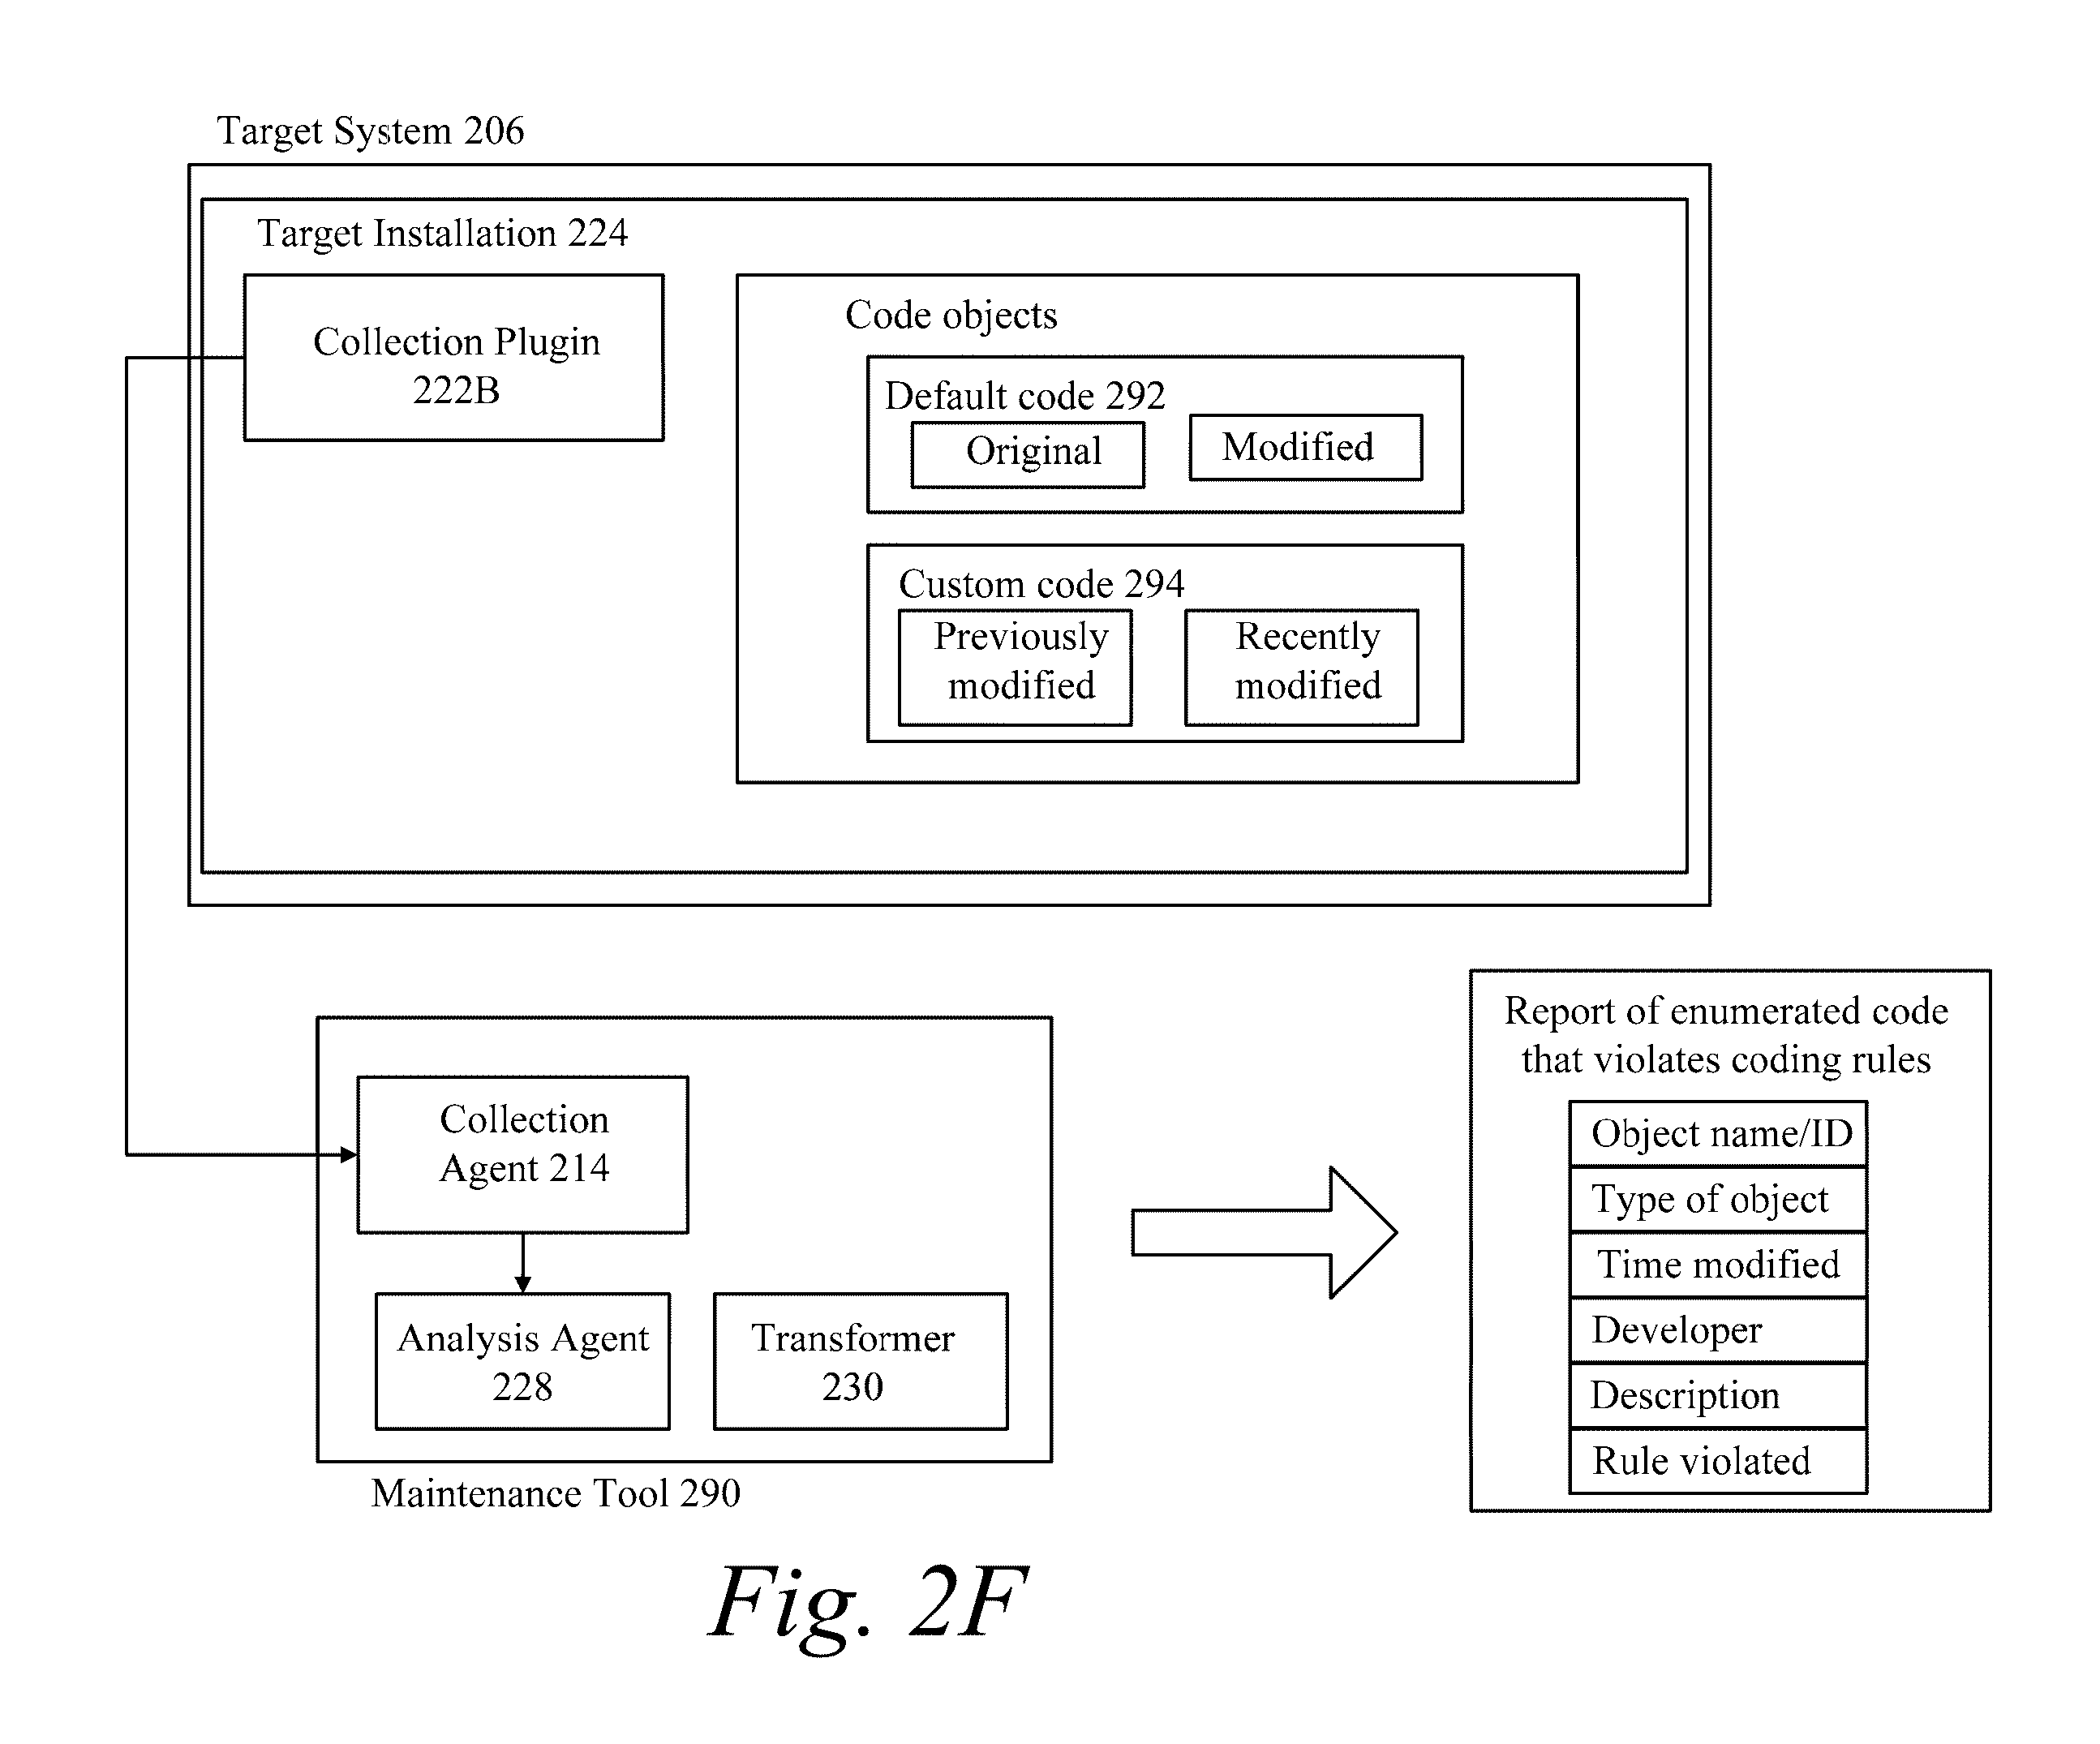 Target System 206
Target Installation 224
Collection Plugin
222B
Code objects
Default code 292
Original
Modified
Custom code 294
Previously
modified
Recently
modified
Collection
Agent 214
Analysis Agent
228
Transformer
230
Maintenance Tool 290
Report of enumerated code
that violates coding rules
Object name/ID
Type of object
Time modified
Developer
Description
Rule violated
Fig. 2F